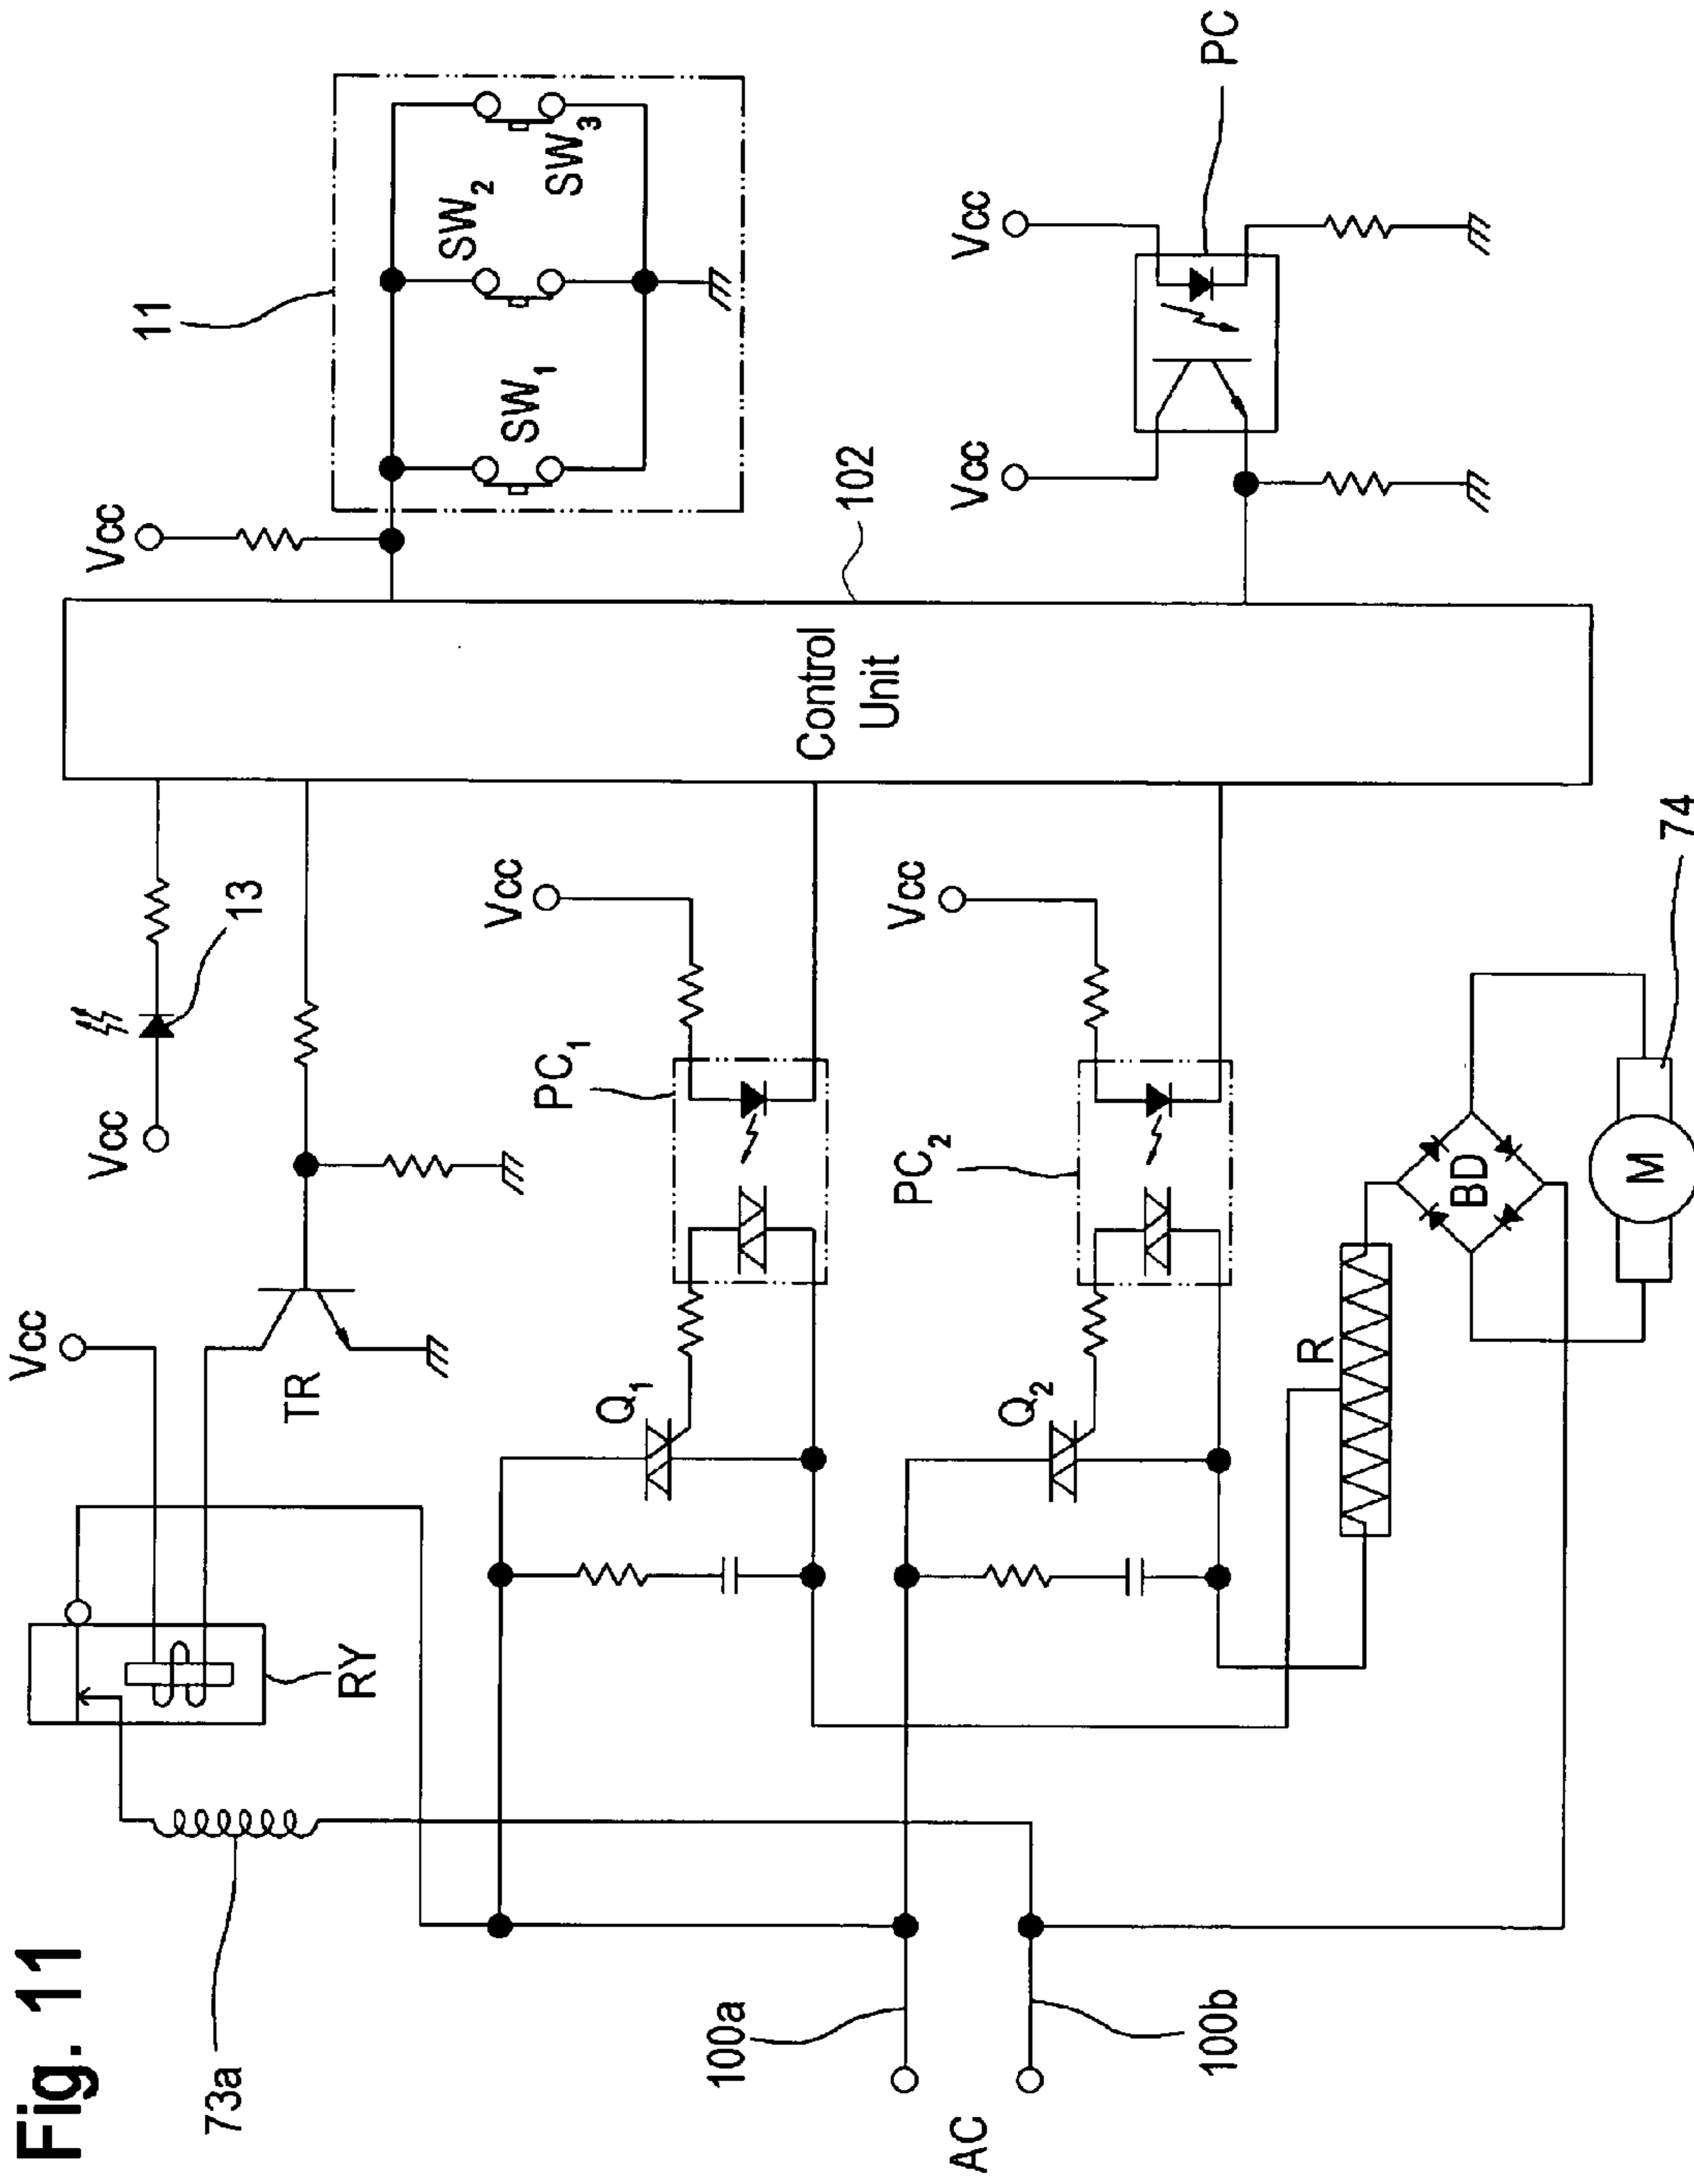 Fig. 11
73a
RY
Vcc
TR
Vcc
13
Vcc
11
SW1
SW2
SW3
Q1
PC1
Vcc
Control
Unit
102
100a
AC
100b
Q2
PC2
Vcc
Vcc
Vcc
PC
R
BD
M
74